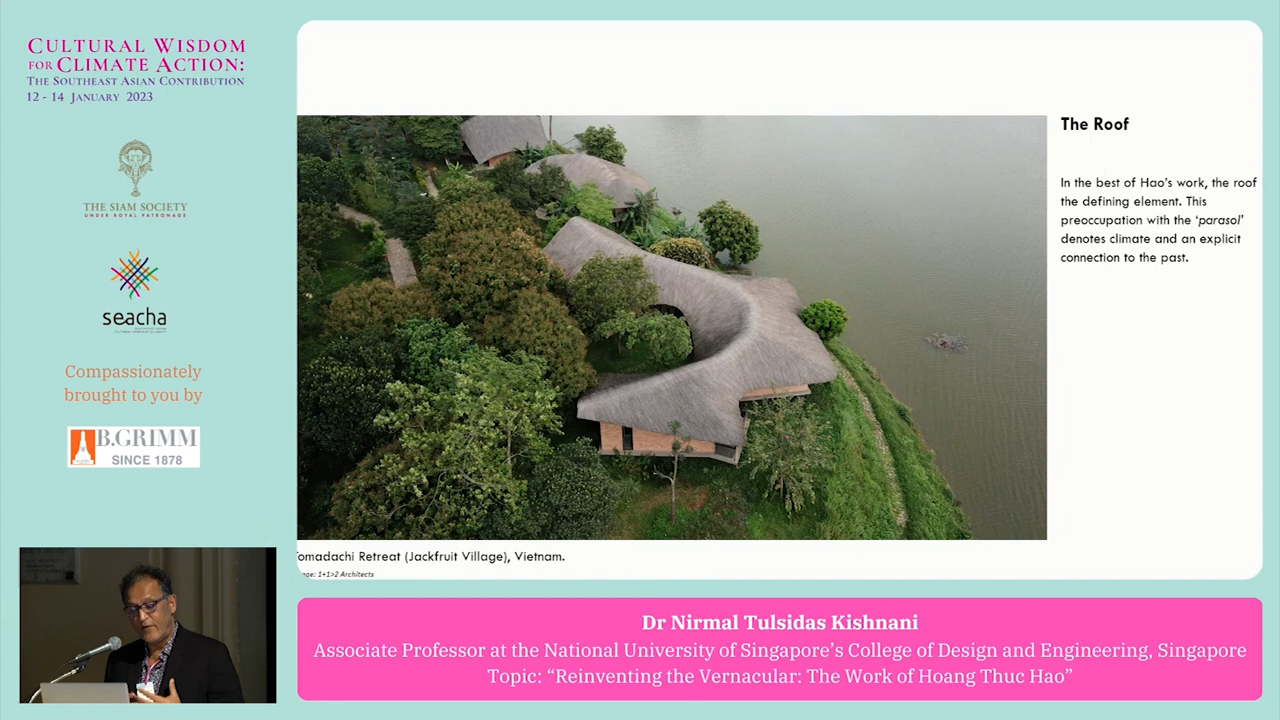 CULTURAL WISDOM
FOR CLIMATE ACTION:
THE SOUTHEAST ASIAN CONTRIBUTION
12 - 14 JANUARY 2023
THE SIAM SOCIETY
UNDER ROYAL PATRONAGE
seacha
Compassionately
brought to you by
B.GRIMM
SINCE 1878
The Roof
In the best of Hao's work, the roof
the defining element. This
preoccupation with the 'parasol'
denotes climate and an explicit
connection to the past.
Tomadachi Retreat (Jackfruit Village), Vietnam.
1+1>2 Architects
Dr Nirmal Tulsidas Kishnani
Associate Professor at the National University of Singapore's College of Design and Engineering, Singapore
Topic: “Reinventing the Vernacular: The Work of Hoang Thuc Hao”